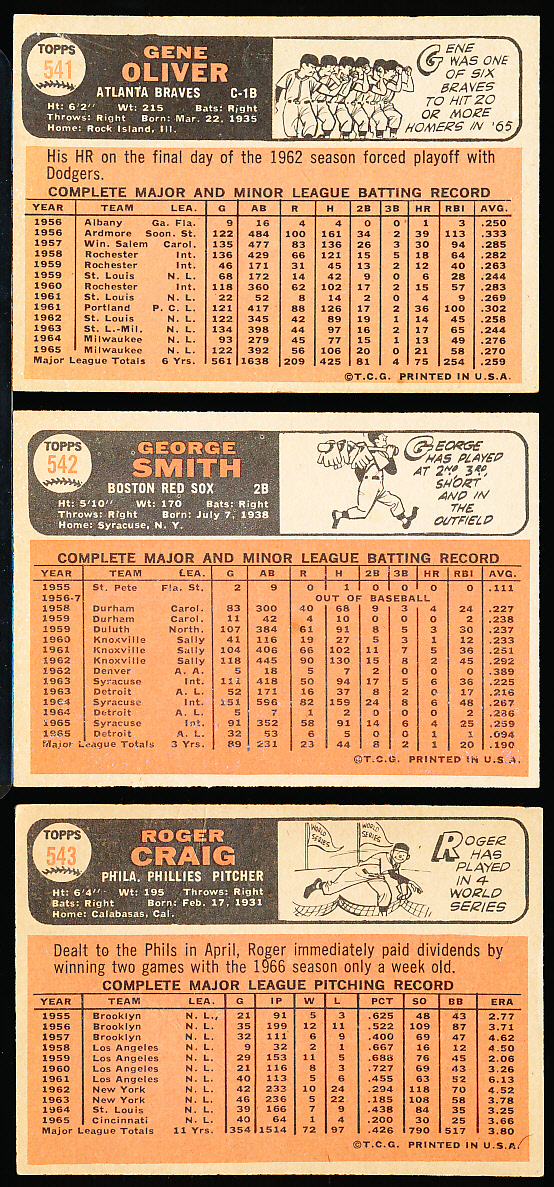 TOPPS
541
GENE
OLIVER
ATLANTA BRAVES C-1B
Ht: 6'2" Wt: 215 Bats: Right
Throws: Right Born: Mar. 22, 1935
Home: Rock Island, Ill.
GENE
WAS ONE
OF SIX
BRAVES
TO HIT 20
OR MORE
HOMERS IN '65
His HR on the final day of the 1962 season forced playoff with
Dodgers.
COMPLETE MAJOR AND MINOR LEAGUE BATTING RECORD
YEAR TEAM LEA. G AB R H 2B 3B HR RBI AVG.
1956 Albany Ga. Fla. 9 16 4 4 0 0 1 3 .250
1956 Ardmore Soon. St. 122 484 100 161 34 2 39 113 .333
1957 Win. Salem Carol. 135 477 83 136 26 3 30 94 .285
1958 Rochester Int. 136 429 66 121 15 5 18 64 .282
1959 Rochester Int. 46 171 31 45 13 2 12 40 .263
1959 St. Louis N. L. 68 172 14 42 9 0 6 28 .244
1960 Rochester Int. 118 360 62 102 17 2 15 57 .283
1961 St. Louis N. L. 22 52 8 14 2 0 4 9 .269
1961 Portland P. C. L. 121 417 88 126 17 2 36 100 .302
1962 St. Louis N. L. 122 345 42 89 19 1 14 45 .258
1963 St. L.-Mil. N. L. 134 398 44 97 16 2 17 65 .244
1964 Milwaukee N. L. 93 279 45 77 15 1 13 49 .276
1965 Milwaukee N. L. 122 392 56 106 20 0 21 58 .270
Major League Totals 6 Yrs. 561 1638 209 425 81 4 75 254 .259
©T.C.G. PRINTED IN U.S.A.
TOPPS
542
GEORGE
SMITH
BOSTON RED SOX 2B
Ht: 5'10" Wt: 170 Bats: Right
Throws: Right Born: July 7, 1938
Home: Syracuse, N. Y.
GEORGE
HAS PLAYED
AT 2ND, 3RD,
SHORT
AND IN
THE
OUTFIELD
COMPLETE MAJOR AND MINOR LEAGUE BATTING RECORD
YEAR TEAM LEA. G AB R H 2B 3B HR RBI AVG.
1955 St. Pete Fla. St. 2 9 0 1 0 0 0 0 .111
1956-7 OUT OF BASEBALL
1958 Durham Carol. 83 300 40 68 9 3 4 24 .227
1959 Durham Carol. 11 42 4 10 0 0 0 2 .238
1959 Duluth North. 107 384 61 91 8 5 3 30 .237
1960 Knoxville Sally 41 116 19 27 5 3 1 12 .233
1961 Knoxville Sally 104 406 66 102 11 7 5 36 .251
1962 Knoxville Sally 118 445 90 130 15 8 2 45 .292
1962 Denver A. A. 5 18 5 7 2 0 0 0 .389
1963 Syracuse Int. 111 418 50 94 17 5 6 36 .225
1963 Detroit A. L. 52 171 16 37 8 2 0 17 .216
1964 Syracuse Int. 151 596 82 159 24 8 6 48 .267
1964 Detroit A. L. 5 7 1 2 0 0 0 2 .286
1965 Syracuse Int. 91 352 58 91 14 6 4 25 .259
1965 Detroit A. L. 32 53 6 5 0 0 1 1 .094
Major League Totals 3 Yrs. 89 231 23 44 8 2 1 20 .190
©T.C.G. PRINTED IN U.S.A.
TOPPS
543
ROGER
CRAIG
PHILA. PHILLIES PITCHER
Ht: 6'4" Wt: 195 Throws: Right
Bats: Right Born: Feb. 17, 1931
Home: Calabasas, Cal.
WORLD SERIES
WORLD SERIES
ROGER
HAS
PLAYED
IN 4
WORLD
SERIES
Dealt to the Phils in April, Roger immediately paid dividends by
winning two games with the 1966 season only a week old.
COMPLETE MAJOR LEAGUE PITCHING RECORD
YEAR TEAM LEA. G IP W L PCT SO BB ERA
1955 Brooklyn N. L. 21 91 5 3 .625 48 43 2.77
1956 Brooklyn N. L. 35 199 12 11 .522 109 87 3.71
1957 Brooklyn N. L. 32 111 6 9 .400 69 47 4.62
1958 Los Angeles N. L. 9 32 2 1 .667 16 12 4.50
1959 Los Angeles N. L. 29 153 11 5 .688 76 45 2.06
1960 Los Angeles N. L. 21 116 8 3 .727 69 43 3.26
1961 Los Angeles N. L. 40 113 5 6 .455 63 52 6.13
1962 New York N. L. 42 233 10 24 .294 118 70 4.52
1963 New York N. L. 46 236 5 22 .185 108 58 3.78
1964 St. Louis N. L. 39 166 7 9 .438 84 35 3.25
1965 Cincinnati N. L. 40 64 1 4 .200 30 25 3.66
Major League Totals 11 Yrs. 354 1514 72 97 .426 790 517 3.80
©T.C.G. PRINTED IN U.S.A.